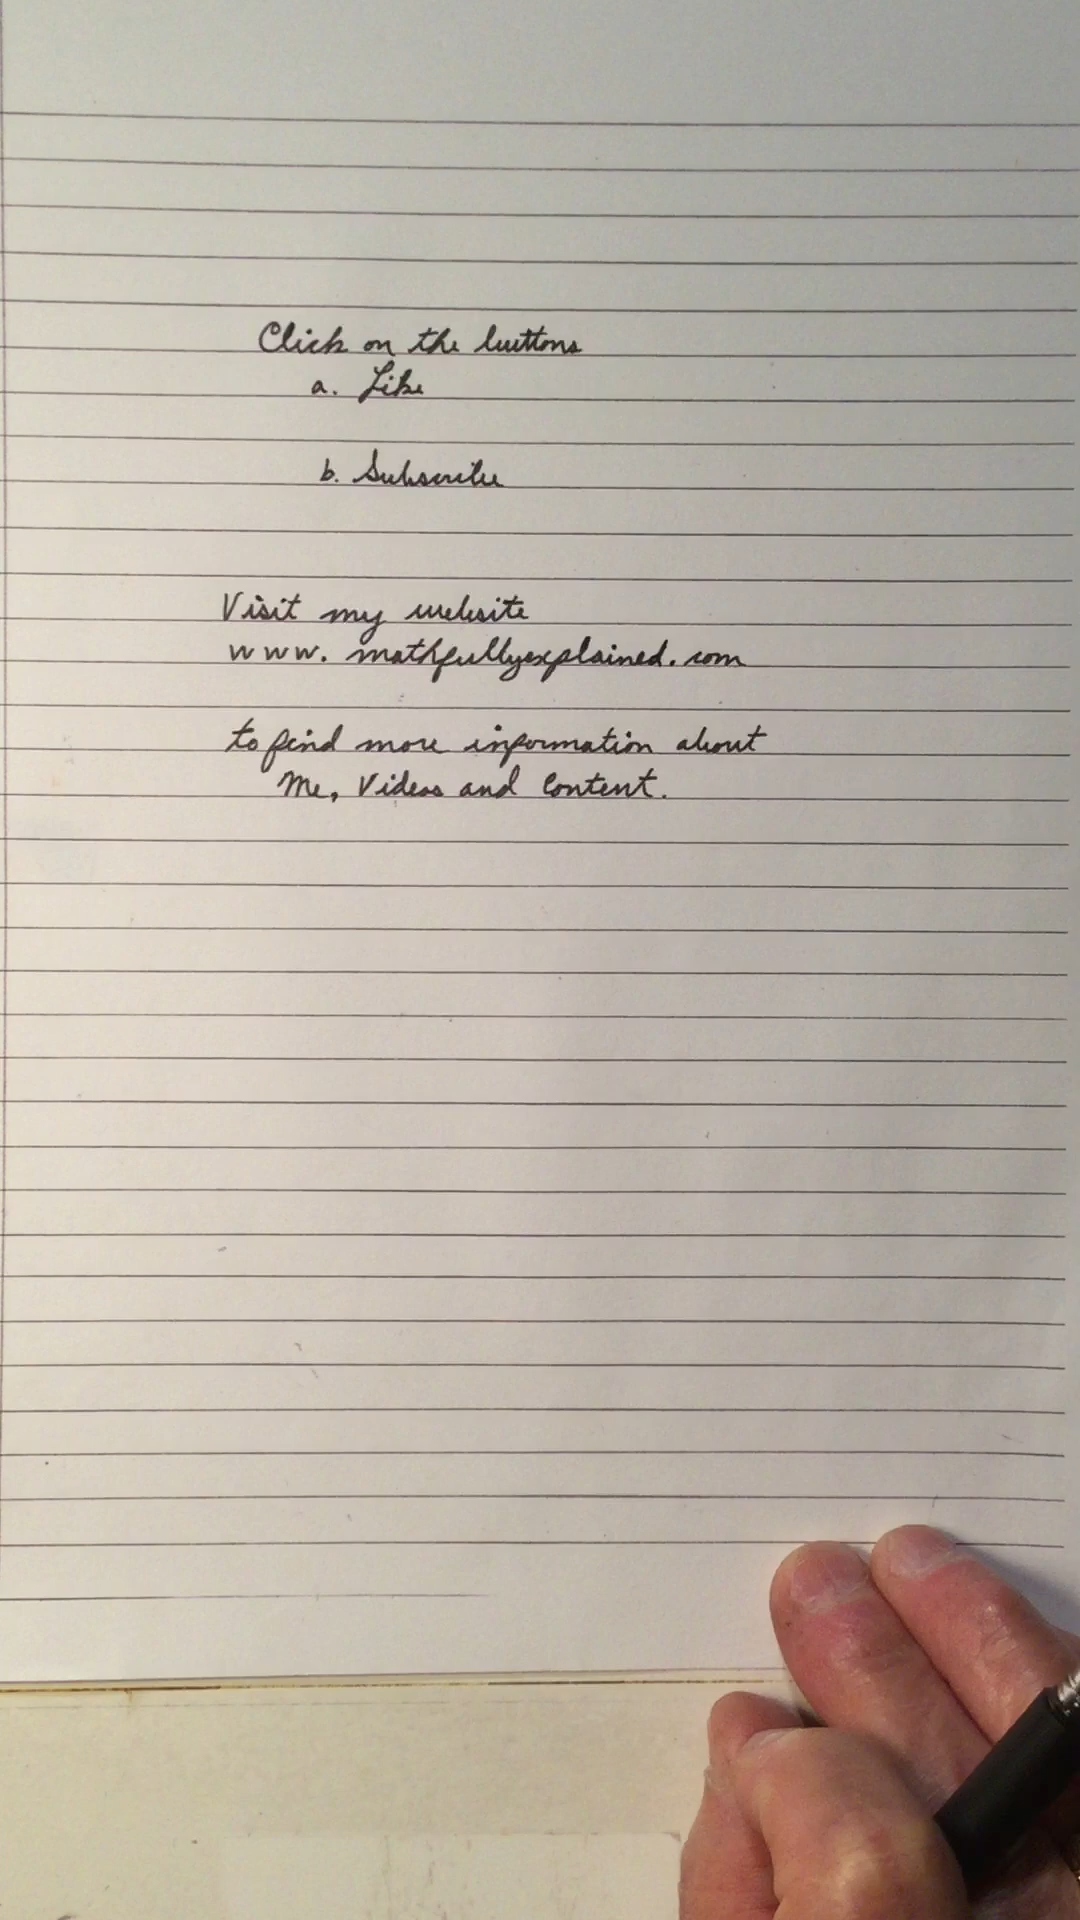 Click on the buttons
a. Like
b. Subscribe
Visit my website
www.mathfullyexplained.com
to find more information about
Me, Videos and Content.